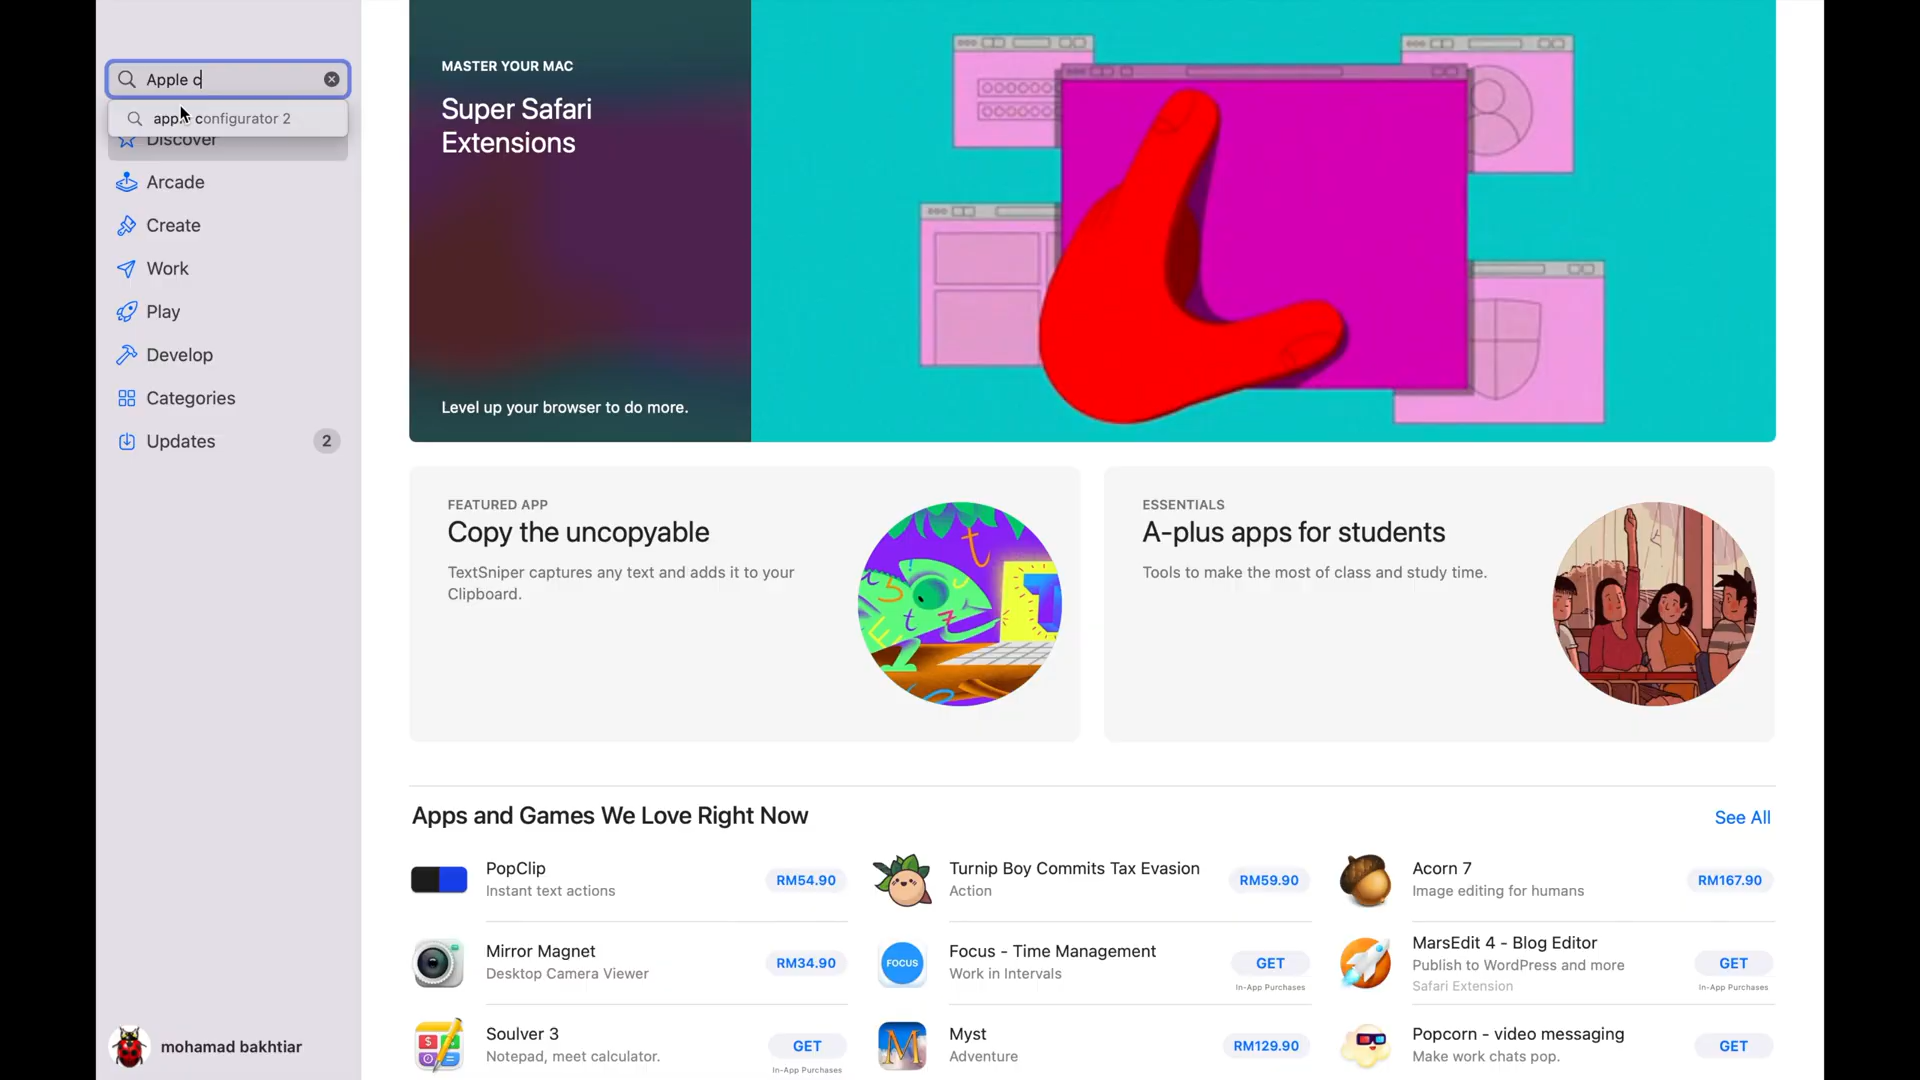 Apple c
apple configurator 2
Discover
Arcade
Create
Work
Play
Develop
Categories
Updates
2
mohamad bakhtiar
MASTER YOUR MAC
Super Safari
Extensions
Level up your browser to do more.
FEATURED APP
Copy the uncopyable
TextSniper captures any text and adds it to your
Clipboard.
ESSENTIALS
A-plus apps for students
Tools to make the most of class and study time.
Apps and Games We Love Right Now
See All
PopClip
Instant text actions
RM54.90
Turnip Boy Commits Tax Evasion
Action
RM59.90
Acorn 7
Image editing for humans
RM167.90
Mirror Magnet
Desktop Camera Viewer
RM34.90
FOCUS
Focus - Time Management
Work in Intervals
GET
In-App Purchases
MarsEdit 4 - Blog Editor
Publish to WordPress and more
Safari Extension
GET
In-App Purchases
Soulver 3
Notepad, meet calculator.
GET
In-App Purchases
M
Myst
Adventure
RM129.90
Popcorn - video messaging
Make work chats pop.
GET